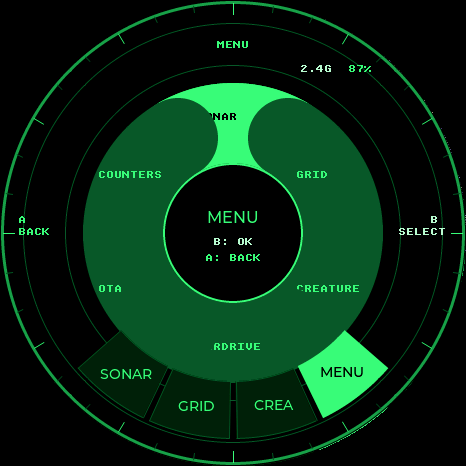 MENU
2.4G 87%
NAR
COUNTERS
GRID
A
BACK
B
SELECT
MENU
B: OK
A: BACK
OTA
CREATURE
RDRIVE
SONAR
GRID
CREA
MENU